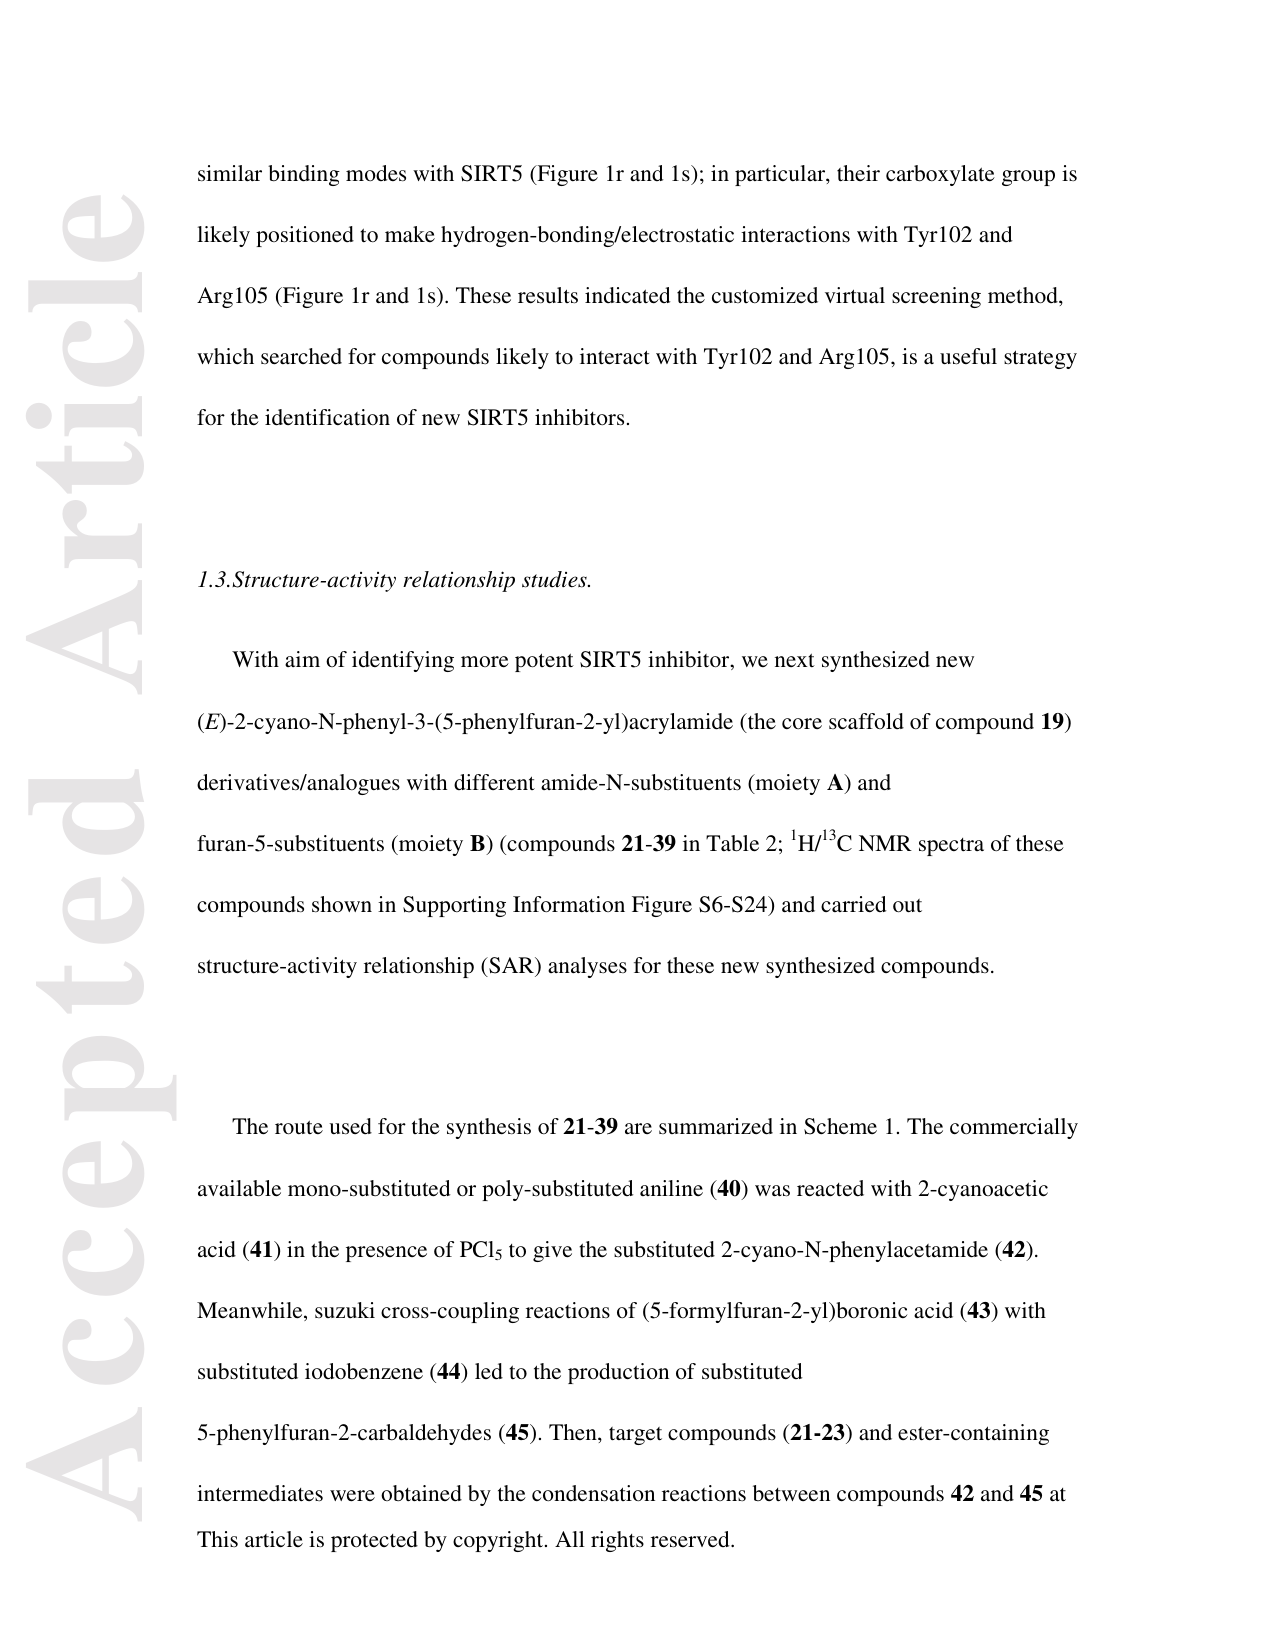 similar binding modes with SIRT5 (Figure 1r and 1s); in particular, their carboxylate group is
likely positioned to make hydrogen-bonding/electrostatic interactions with Tyr102 and
Arg105 (Figure 1r and 1s). These results indicated the customized virtual screening method,
which searched for compounds likely to interact with Tyr102 and Arg105, is a useful strategy
for the identification of new SIRT5 inhibitors.
1.3.Structure-activity relationship studies.
With aim of identifying more potent SIRT5 inhibitor, we next synthesized new
(E)-2-cyano-N-phenyl-3-(5-phenylfuran-2-yl)acrylamide (the core scaffold of compound 19)
derivatives/analogues with different amide-N-substituents (moiety A) and
furan-5-substituents (moiety B) (compounds 21-39 in Table 2; ¹H/¹³C NMR spectra of these
compounds shown in Supporting Information Figure S6-S24) and carried out
structure-activity relationship (SAR) analyses for these new synthesized compounds.
The route used for the synthesis of 21-39 are summarized in Scheme 1. The commercially
available mono-substituted or poly-substituted aniline (40) was reacted with 2-cyanoacetic
acid (41) in the presence of PCl₅ to give the substituted 2-cyano-N-phenylacetamide (42).
Meanwhile, suzuki cross-coupling reactions of (5-formylfuran-2-yl)boronic acid (43) with
substituted iodobenzene (44) led to the production of substituted
5-phenylfuran-2-carbaldehydes (45). Then, target compounds (21-23) and ester-containing
intermediates were obtained by the condensation reactions between compounds 42 and 45 at
This article is protected by copyright. All rights reserved.
Accepted Article